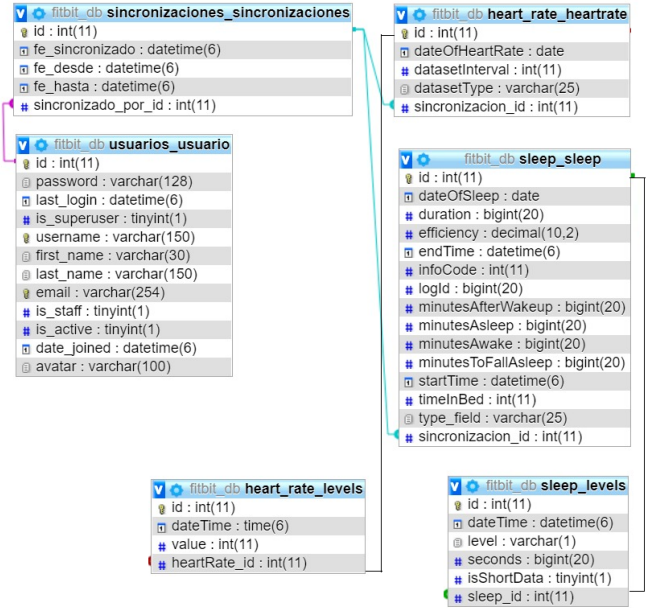 fitbit_db sincronizaciones_sincronizaciones
id : int(11)
fe_sincronizado : datetime(6)
fe_desde : datetime(6)
fe_hasta : datetime(6)
sincronizado_por_id : int(11)
fitbit_db usuarios_usuario
id : int(11)
password : varchar(128)
last_login : datetime(6)
is_superuser : tinyint(1)
username : varchar(150)
first_name : varchar(30)
last_name : varchar(150)
email : varchar(254)
is_staff : tinyint(1)
is_active : tinyint(1)
date_joined : datetime(6)
avatar : varchar(100)
fitbit_db heart_rate_heartrate
id : int(11)
dateOfHeartRate : date
datasetInterval : int(11)
datasetType : varchar(25)
sincronizacion_id : int(11)
fitbit_db sleep_sleep
id : int(11)
dateOfSleep : date
duration : bigint(20)
efficiency : decimal(10,2)
endTime : datetime(6)
infoCode : int(11)
logId : bigint(20)
minutesAfterWakeup : bigint(20)
minutesAsleep : bigint(20)
minutesAwake : bigint(20)
minutesToFallAsleep : bigint(20)
startTime : datetime(6)
timeInBed : int(11)
type_field : varchar(25)
sincronizacion_id : int(11)
fitbit_db heart_rate_levels
id : int(11)
dateTime : time(6)
value : int(11)
heartRate_id : int(11)
fitbit_db sleep_levels
id : int(11)
dateTime : datetime(6)
level : varchar(1)
seconds : bigint(20)
isShortData : tinyint(1)
sleep_id : int(11)